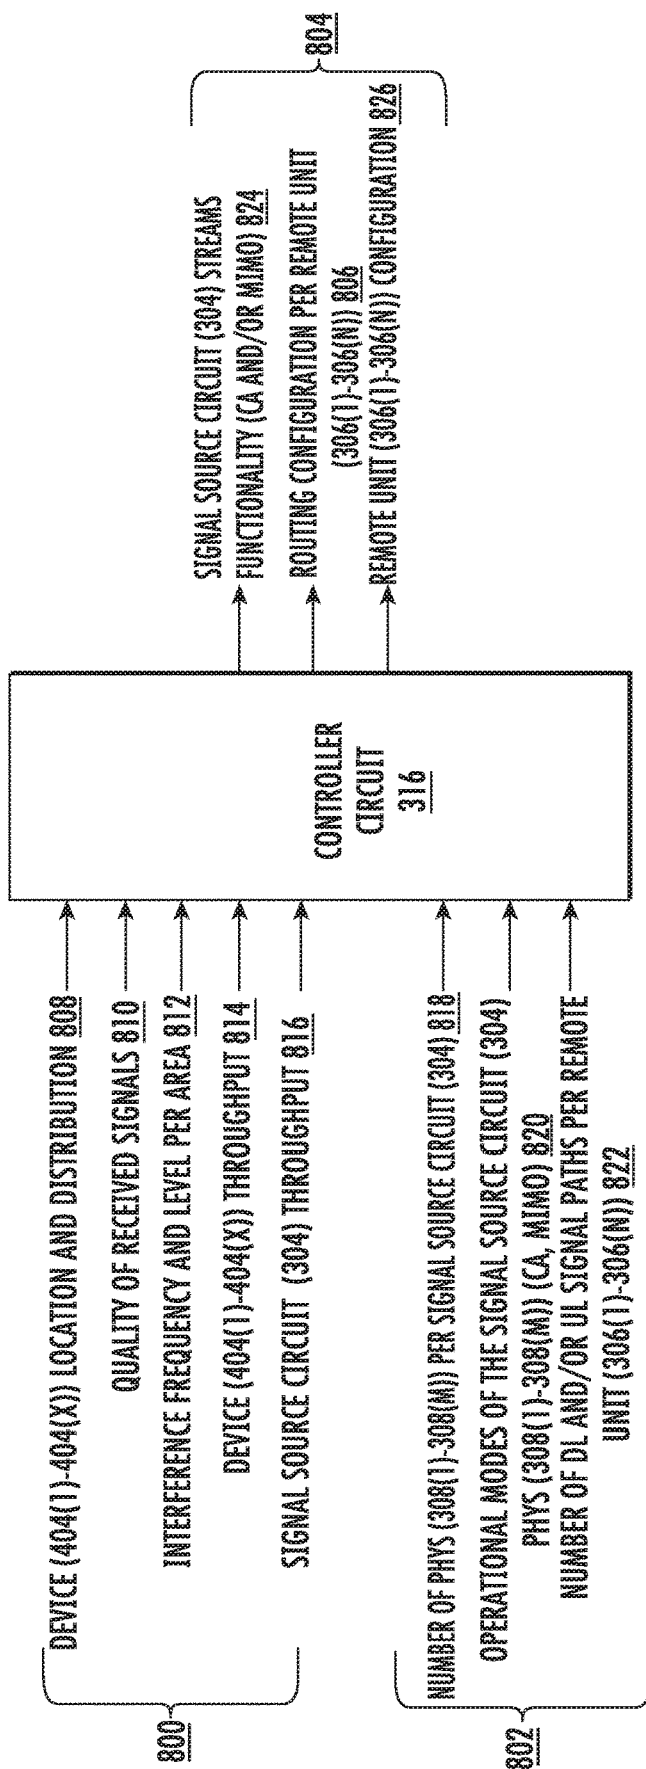 800
DEVICE (404(1)-404(X)) LOCATION AND DISTRIBUTION 808
QUALITY OF RECEIVED SIGNALS 810
INTERFERENCE FREQUENCY AND LEVEL PER AREA 812
DEVICE (404(1)-404(X)) THROUGHPUT 814
SIGNAL SOURCE CIRCUIT (304) THROUGHPUT 816
802
NUMBER OF PHYS (308(1)-308(M)) PER SIGNAL SOURCE CIRCUIT (304) 818
OPERATIONAL MODES OF THE SIGNAL SOURCE CIRCUIT (304)
PHYS (308(1)-308(M)) (CA, MIMO) 820
NUMBER OF DL AND/OR UL SIGNAL PATHS PER REMOTE
UNIT (306(1)-306(N)) 822
CONTROLLER
CIRCUIT
316
SIGNAL SOURCE CIRCUIT (304) STREAMS
FUNCTIONALITY (CA AND/OR MIMO) 824
ROUTING CONFIGURATION PER REMOTE UNIT
(306(1)-306(N)) 806
REMOTE UNIT (306(1)-306(N)) CONFIGURATION 826
804